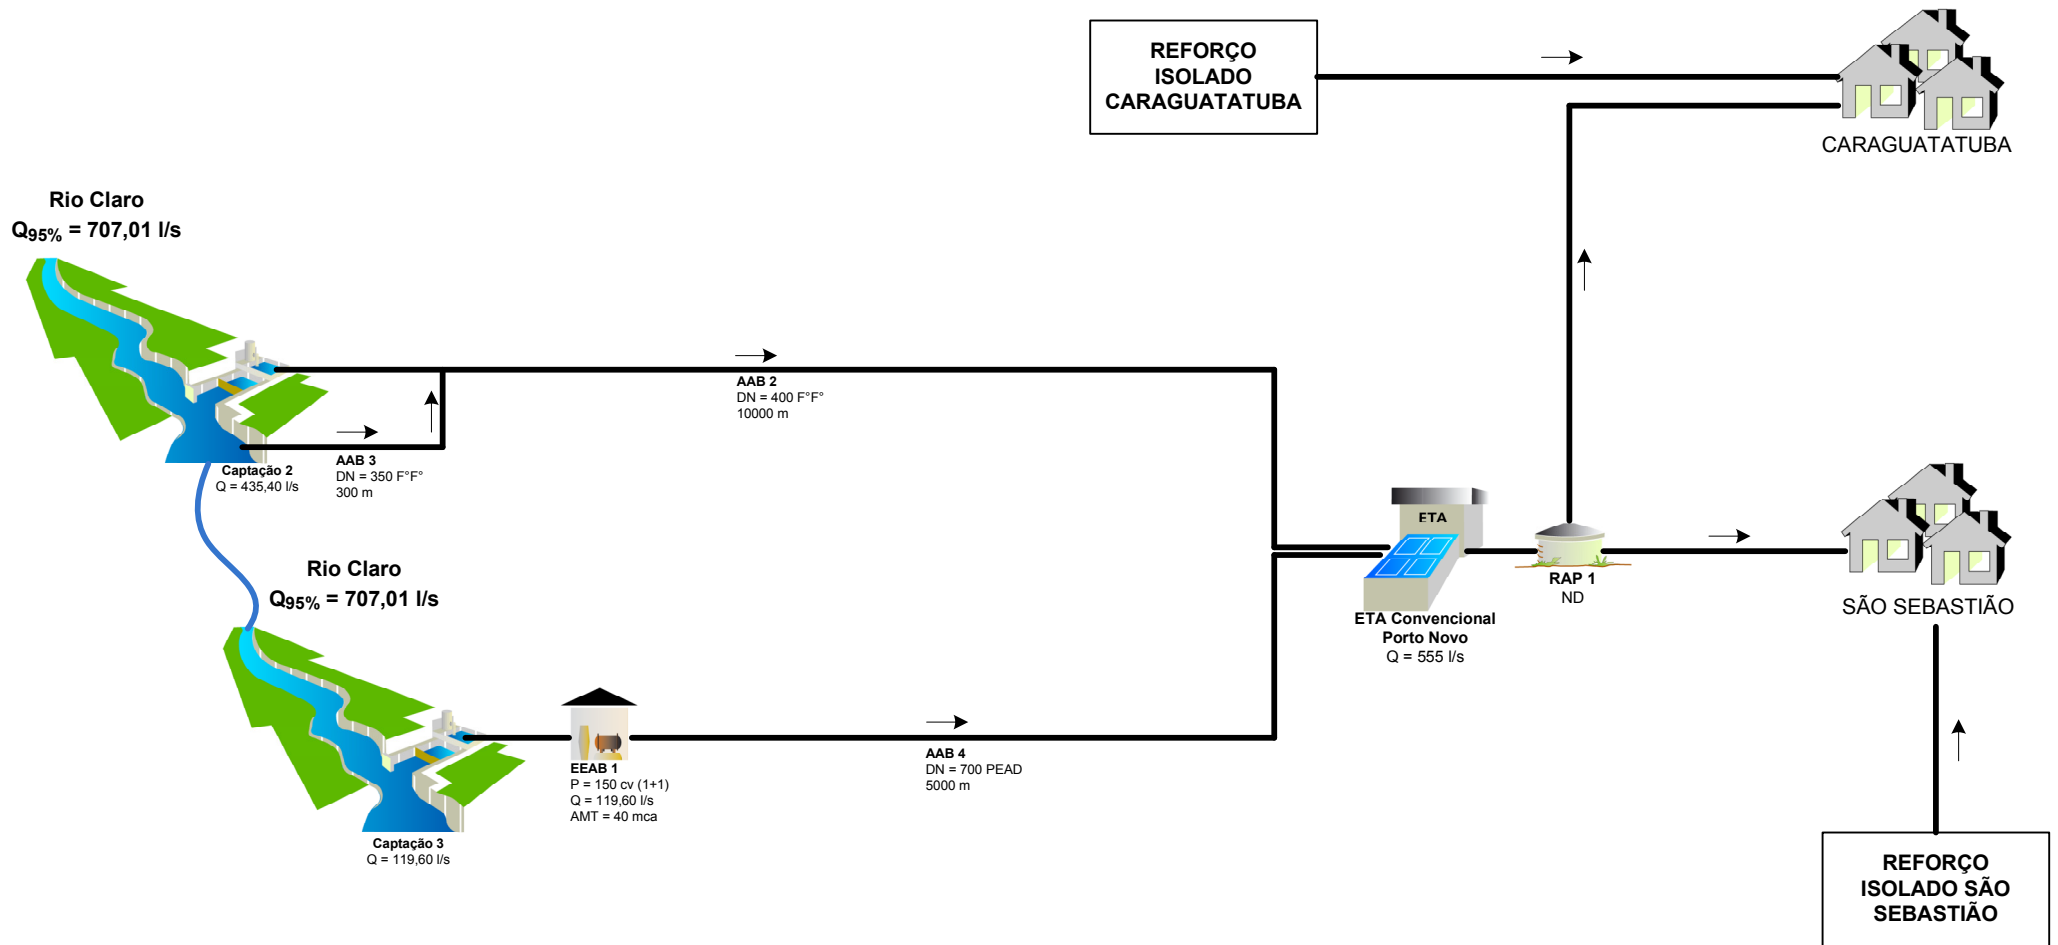 REFORÇO
ISOLADO
CARAGUATATUBA
CARAGUATATUBA
Rio Claro
Q95% = 707,01 l/s
AAB 2
DN = 400 F°F°
10000 m
AAB 3
DN = 350 F°F°
300 m
Captação 2
Q = 435,40 l/s
ETA
Rio Claro
Q95% = 707,01 l/s
RAP 1
ND
SÃO SEBASTIÃO
ETA Convencional
Porto Novo
Q = 555 l/s
EEAB 1
P = 150 cv (1+1)
Q = 119,60 l/s
AMT = 40 mca
AAB 4
DN = 700 PEAD
5000 m
Captação 3
Q = 119,60 l/s
REFORÇO
ISOLADO SÃO
SEBASTIÃO